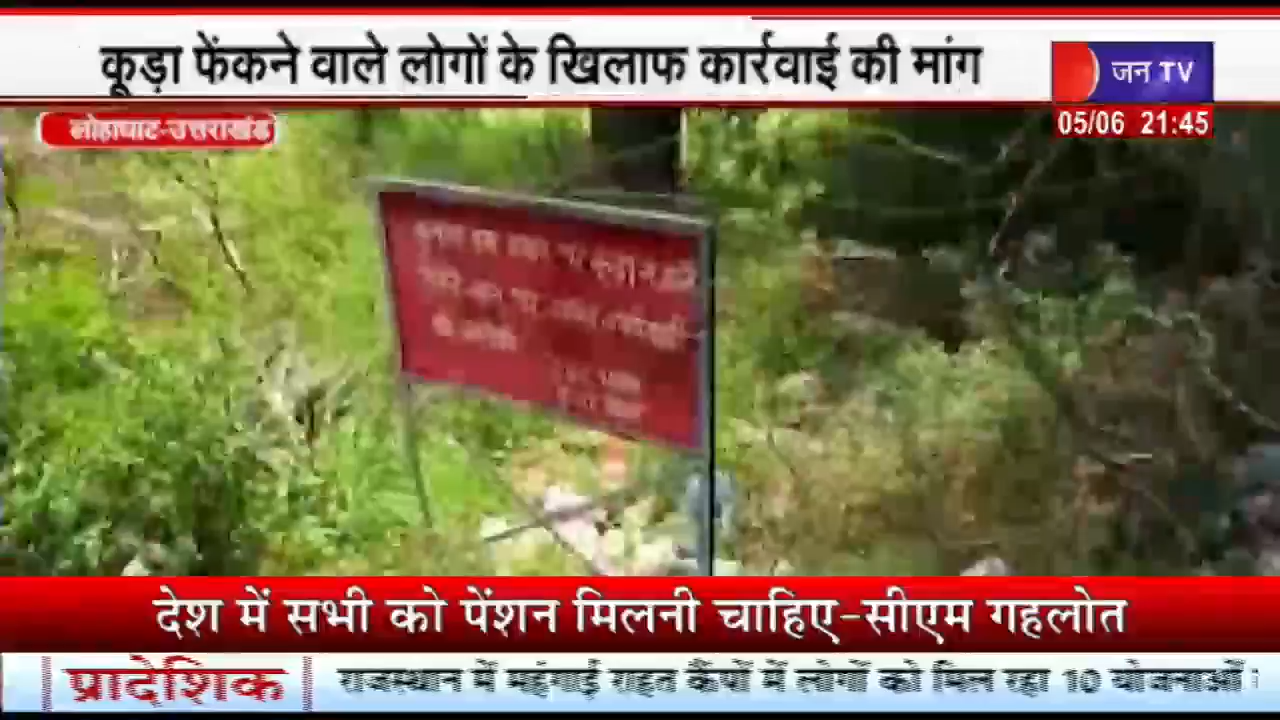 कूड़ा फेंकने वाले लोगों के खिलाफ कार्रवाई की मांग
जन TV
लोहाघाट-उत्तराखंड
05/06 21:45
देश में सभी को पेंशन मिलनी चाहिए-सीएम गहलोत
प्रादेशिक
राजस्थान में महंगाई राहत कैंपों में लोगों को मिल रहा 10 योजनाओं